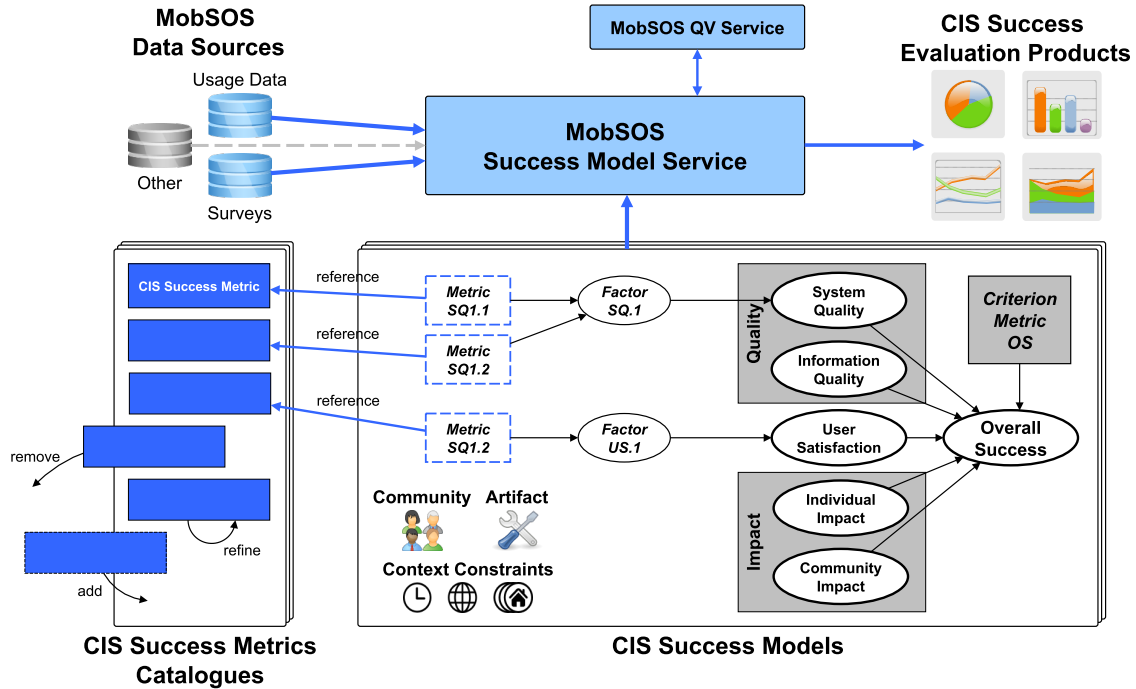 MobSOS
Data Sources
Usage Data
Other
Surveys
MobSOS QV Service
MobSOS
Success Model Service
CIS Success
Evaluation Products
CIS Success Metric
remove
refine
add
CIS Success Metrics
Catalogues
reference
reference
reference
Metric
SQ1.1
Metric
SQ1.2
Metric
SQ1.2
Factor
SQ.1
Factor
US.1
Quality
System
Quality
Information
Quality
User
Satisfaction
Impact
Individual
Impact
Community
Impact
Criterion
Metric
OS
Overall
Success
Community
Artifact
Context Constraints
CIS Success Models